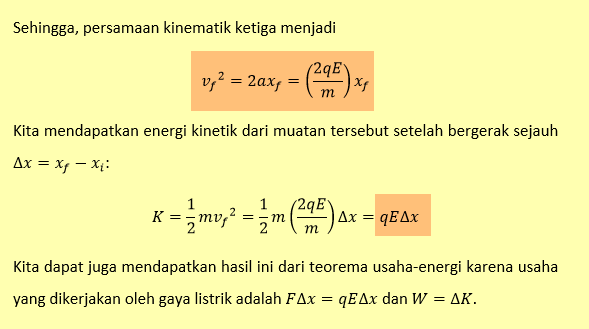 Sehingga, persamaan kinematik ketiga menjadi
v_f² = 2ax_f = (2qE/m) x_f
Kita mendapatkan energi kinetik dari muatan tersebut setelah bergerak sejauh
Δx = x_f − x_i:
K = 1/2 mv_f² = 1/2 m (2qE/m) Δx = qEΔx
Kita dapat juga mendapatkan hasil ini dari teorema usaha-energi karena usaha
yang dikerjakan oleh gaya listrik adalah FΔx = qEΔx dan W = ΔK.